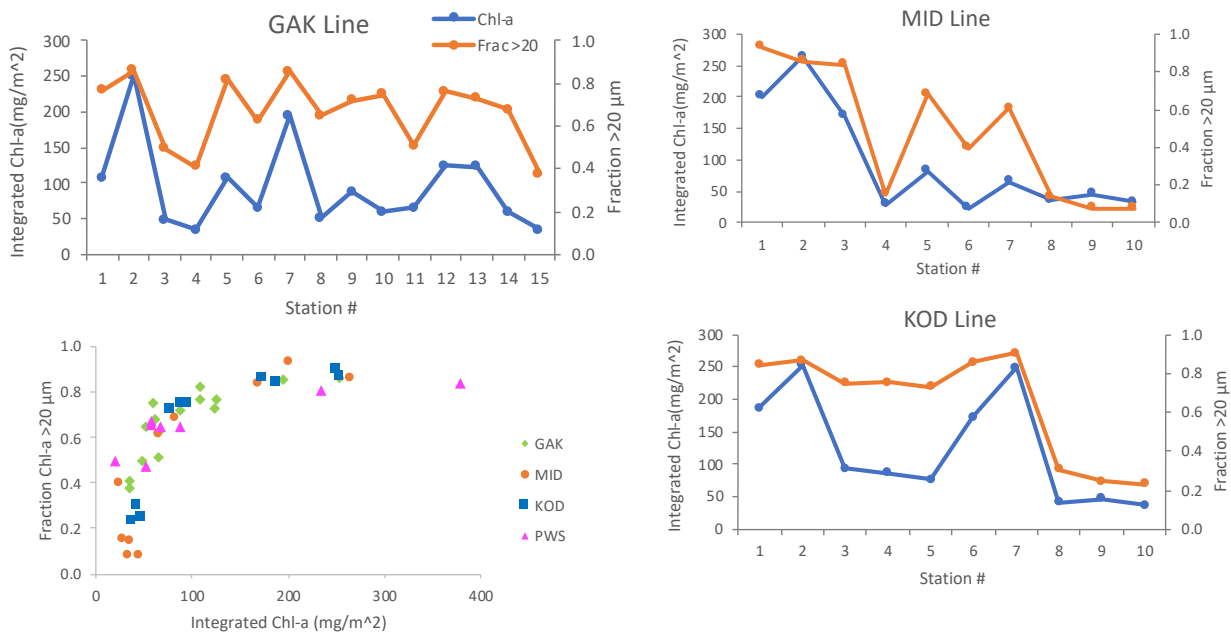 GAK Line
Chl-a
Frac >20
Integrated Chl-a(mg/m^2)
300
250
200
150
100
50
0
1.0
0.8
0.6
0.4
0.2
0.0
Fraction >20 µm
1 2 3 4 5 6 7 8 9 10 11 12 13 14 15
Station #
MID Line
Integrated Chl-a(mg/m^2)
300
250
200
150
100
50
0
1.0
0.8
0.6
0.4
0.2
0.0
Fraction >20 µm
1 2 3 4 5 6 7 8 9 10
Station #
Fraction Chl-a >20 µm
1.0
0.8
0.6
0.4
0.2
0.0
0 100 200 300 400
Integrated Chl-a (mg/m^2)
GAK
MID
KOD
PWS
KOD Line
Integrated Chl-a(mg/m^2)
300
250
200
150
100
50
0
1.0
0.8
0.6
0.4
0.2
0.0
Fraction >20 µm
1 2 3 4 5 6 7 8 9 10
Station #